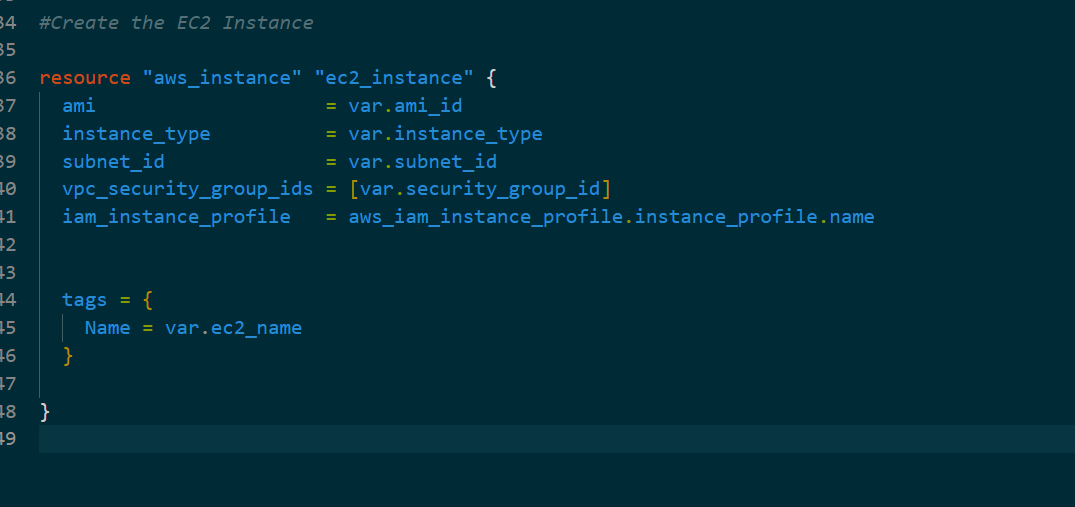 34 #Create the EC2 Instance
35
36 resource "aws_instance" "ec2_instance" {
37 ami = var.ami_id
38 instance_type = var.instance_type
39 subnet_id = var.subnet_id
40 vpc_security_group_ids = [var.security_group_id]
41 iam_instance_profile = aws_iam_instance_profile.instance_profile.name
42
43
44 tags = {
45 Name = var.ec2_name
46 }
47
48 }
49